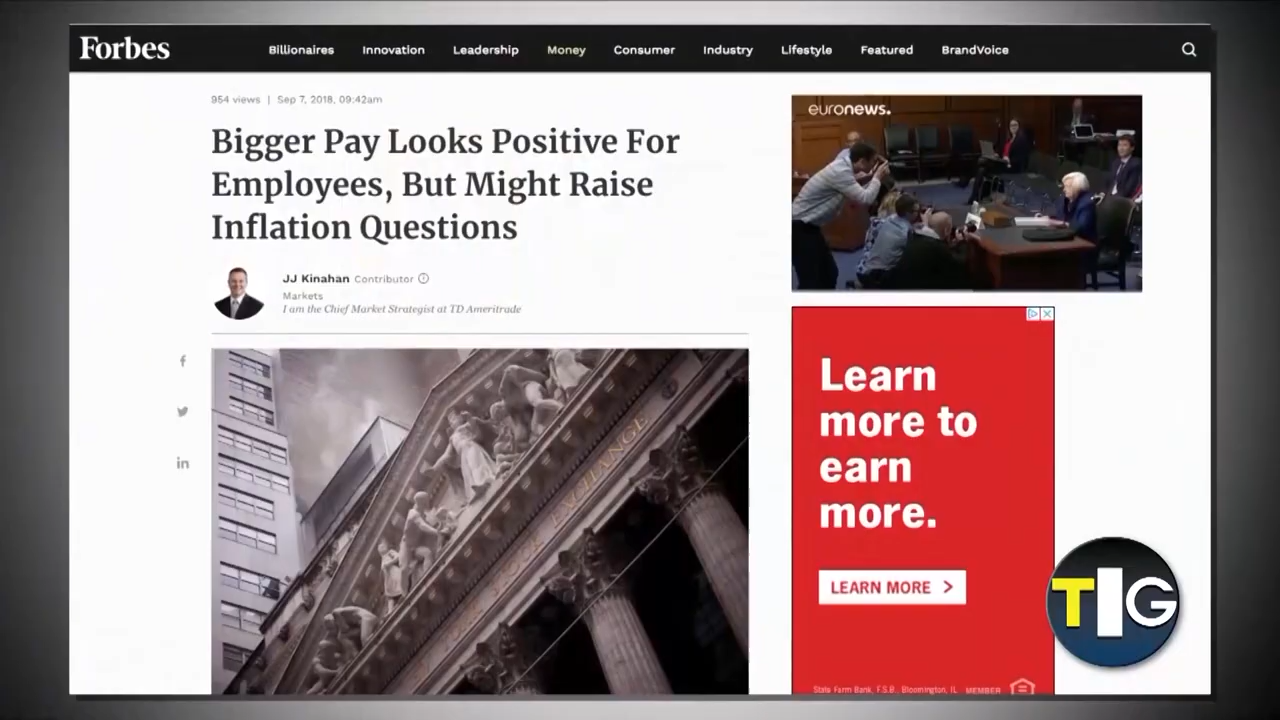 Forbes
Billionaires Innovation Leadership Money Consumer Industry Lifestyle Featured BrandVoice
954 views | Sep 7, 2018, 09:42am
Bigger Pay Looks Positive For
Employees, But Might Raise
Inflation Questions
JJ Kinahan Contributor
Markets
I am the Chief Market Strategist at TD Ameritrade
EXCHANGE
euronews.
Learn
more to
earn
more.
LEARN MORE >
State Farm Bank, F.S.B., Bloomington, IL MEMBER
TIG